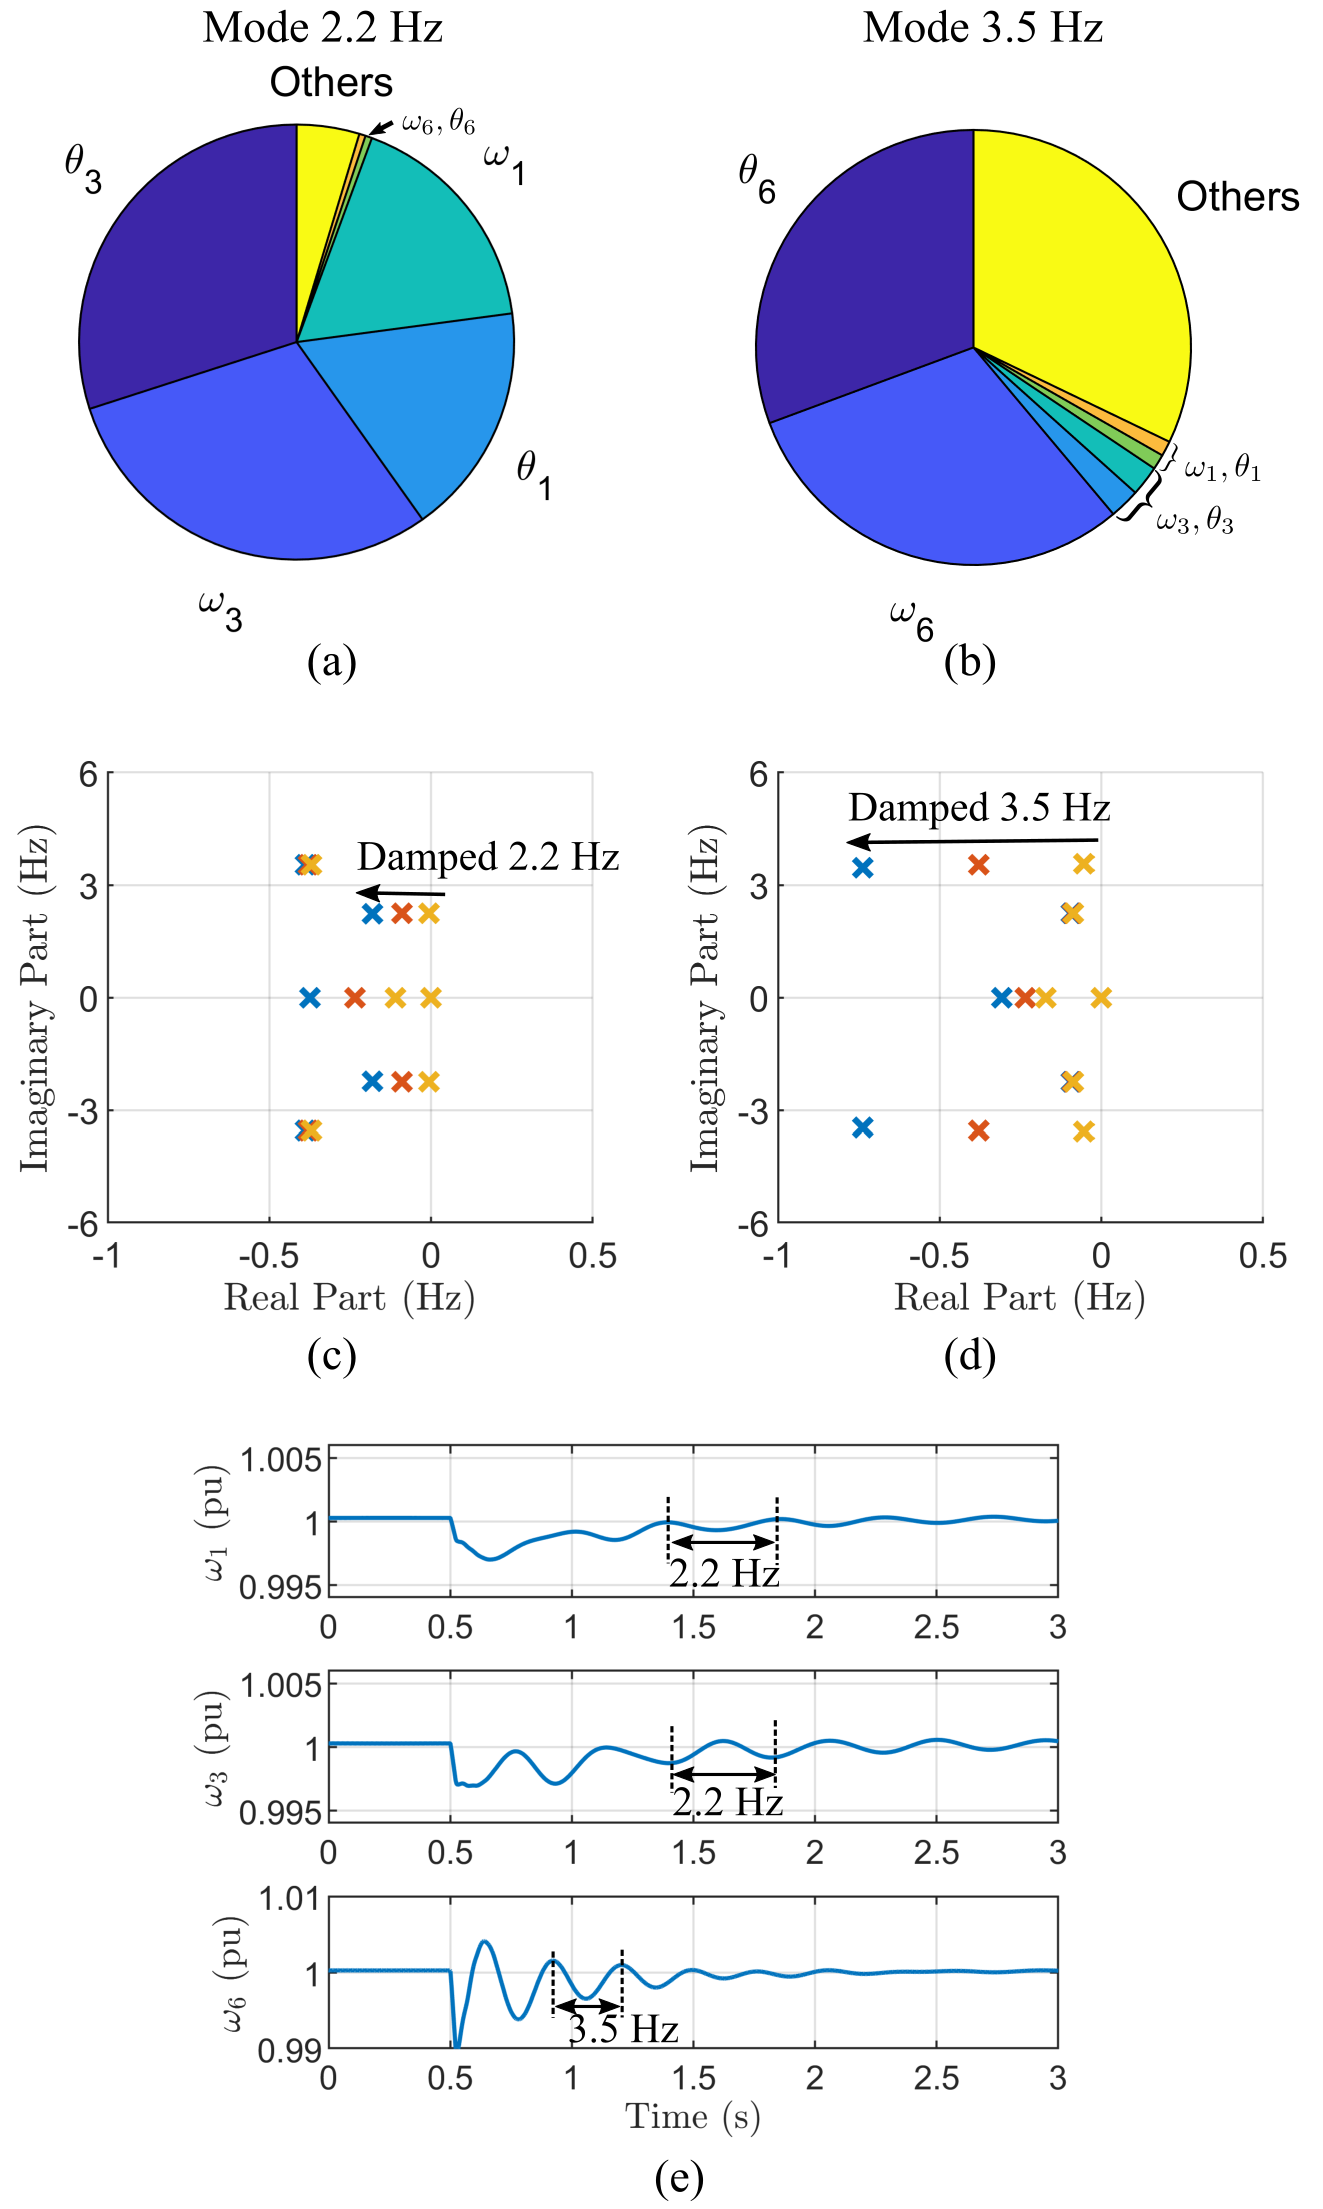 Mode 2.2 Hz
Mode 3.5 Hz
Others
ω6, θ6
θ3
ω1
θ1
ω3
(a)
θ6
Others
ω1, θ1
ω3, θ3
ω6
(b)
6
3
0
-3
-6
-1
-0.5
0
0.5
Imaginary Part (Hz)
Real Part (Hz)
Damped 2.2 Hz
(c)
6
3
0
-3
-6
-1
-0.5
0
0.5
Imaginary Part (Hz)
Real Part (Hz)
Damped 3.5 Hz
(d)
ω1 (pu)
1.005
1
0.995
2.2 Hz
0
0.5
1
1.5
2
2.5
3
ω3 (pu)
1.005
1
0.995
2.2 Hz
0
0.5
1
1.5
2
2.5
3
ω6 (pu)
1.01
1
0.99
3.5 Hz
0
0.5
1
1.5
2
2.5
3
Time (s)
(e)